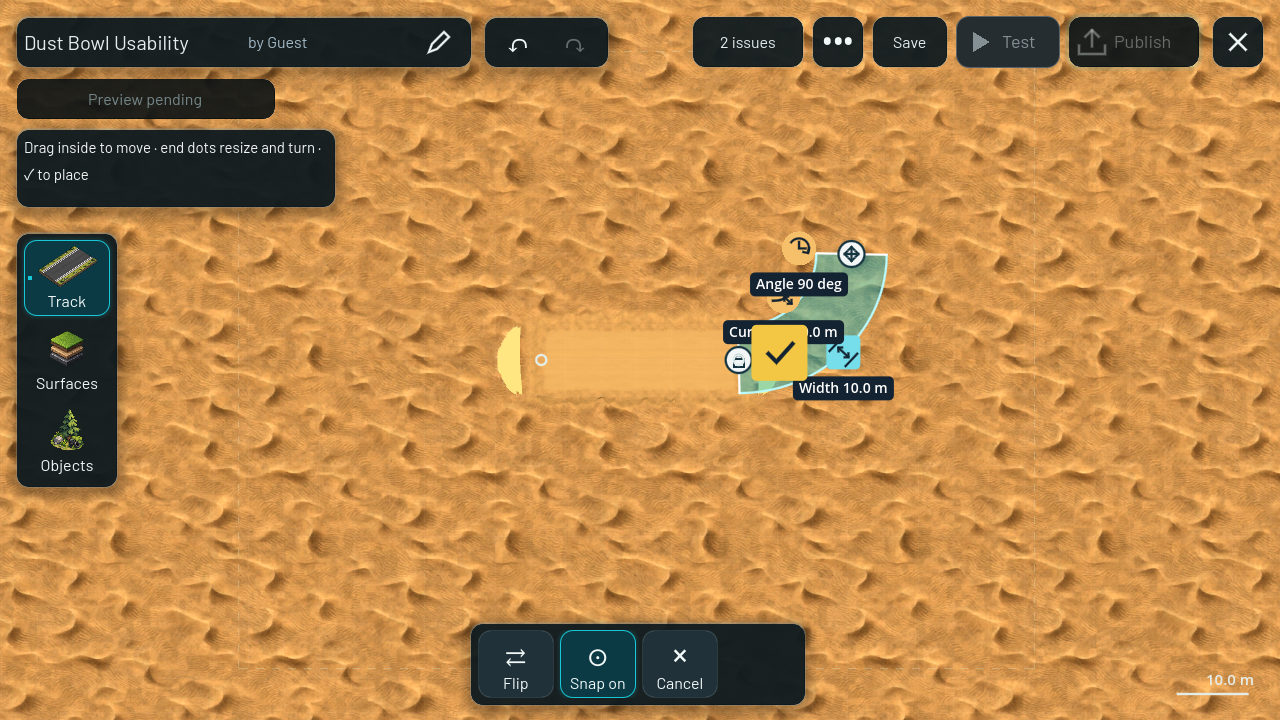 Dust Bowl Usability
by Guest
2 issues
Save
Test
Publish
Preview pending
Drag inside to move · end dots resize and turn ·
✓ to place
Track
Surfaces
Objects
Angle 90 deg
.0 m
Width 10.0 m
Flip
Snap on
Cancel
10.0 m